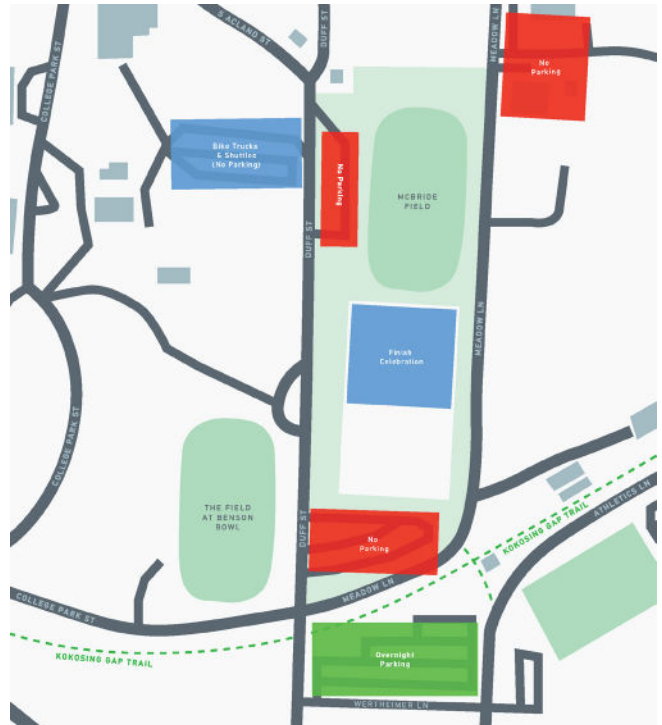 S ACLAND ST
DUFF ST
MEADOW LN
COLLEGE PARK ST
No
Parking
Bike Trucks
& Shuttles
(No Parking)
No Parking
MCBRIDE
FIELD
DUFF ST
MEADOW LN
Finish
Celebration
COLLEGE PARK ST
THE FIELD
AT BENSON
BOWL
DUFF ST
No
Parking
KOKOSING GAP TRAIL
ATHLETICS LN
MEADOW LN
COLLEGE PARK ST
KOKOSING GAP TRAIL
Overnight
Parking
WERTHEIMER LN